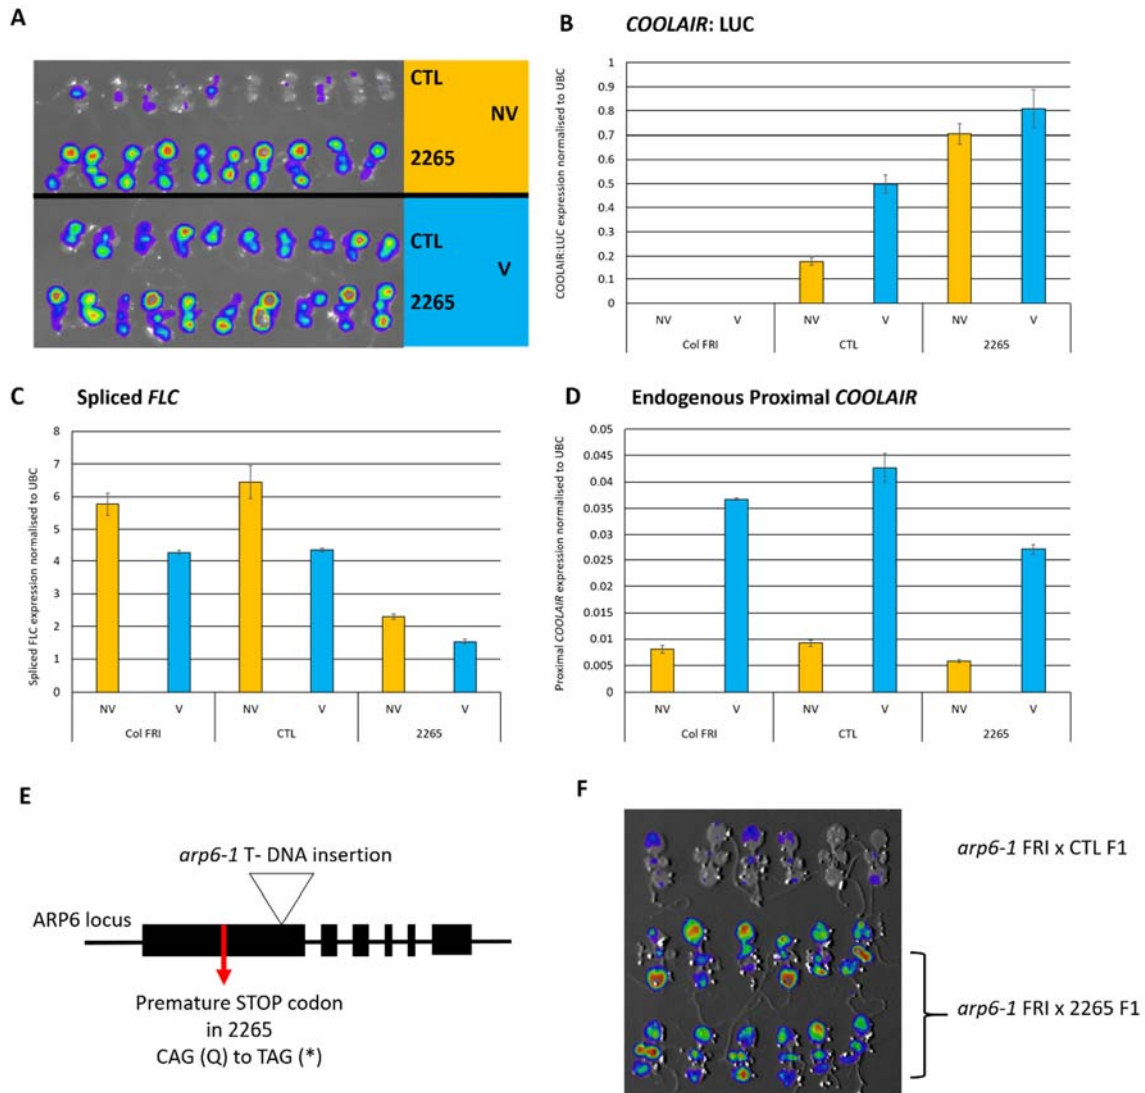 A
CTL
NV
2265
CTL
V
2265
B
COOLAIR: LUC
COOLAIR:LUC expression normalised to UBC
1
0.9
0.8
0.7
0.6
0.5
0.4
0.3
0.2
0.1
0
NV V NV V NV V
Col FRI CTL 2265
C
Spliced FLC
Spliced FLC expression normalised to UBC
8
7
6
5
4
3
2
1
0
NV V NV V NV V
Col FRI CTL 2265
D
Endogenous Proximal COOLAIR
Proximal COOLAIR expression normalised to UBC
0.05
0.045
0.04
0.035
0.03
0.025
0.02
0.015
0.01
0.005
0
NV V NV V NV V
Col FRI CTL 2265
E
arp6-1 T- DNA insertion
ARP6 locus
Premature STOP codon
in 2265
CAG (Q) to TAG (*)
F
arp6-1 FRI x CTL F1
arp6-1 FRI x 2265 F1